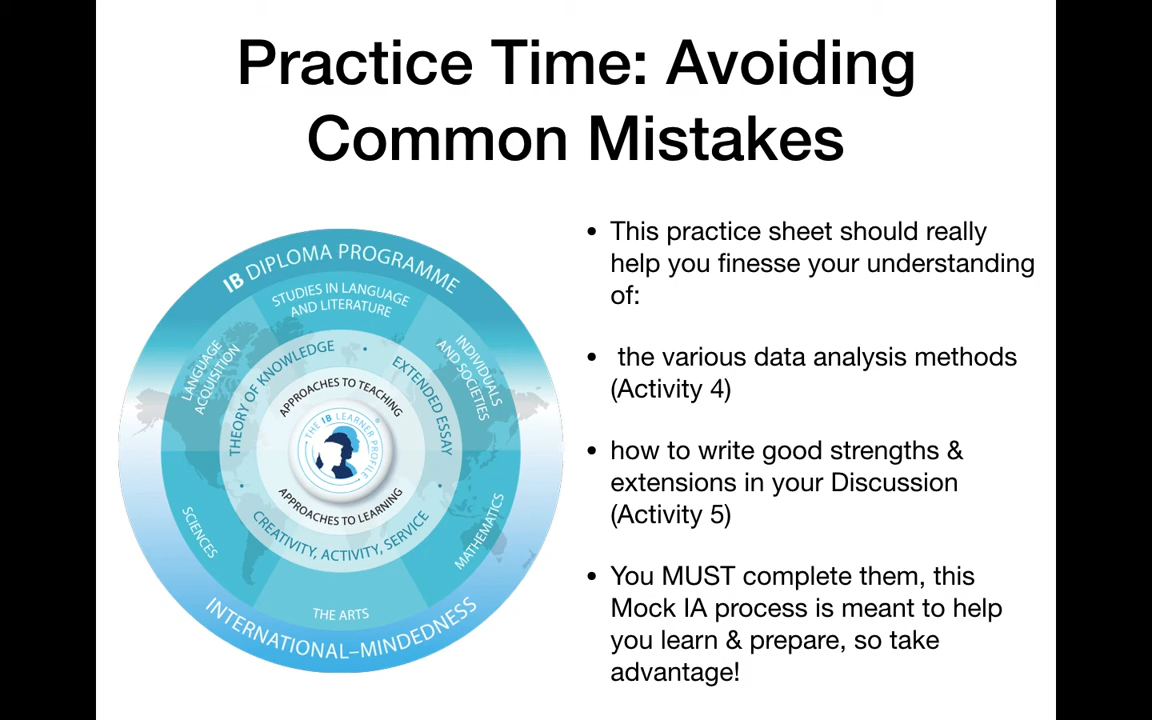 Practice Time: Avoiding
Common Mistakes
IB DIPLOMA PROGRAMME
STUDIES IN LANGUAGE
AND LITERATURE
LANGUAGE
ACQUISITION
INDIVIDUALS
AND SOCIETIES
THEORY OF KNOWLEDGE
EXTENDED ESSAY
APPROACHES TO TEACHING
THE IB LEARNER PROFILE
APPROACHES TO LEARNING
CREATIVITY, ACTIVITY, SERVICE
SCIENCES
MATHEMATICS
THE ARTS
INTERNATIONAL–MINDEDNESS
• This practice sheet should really
help you finesse your understanding
of:
• the various data analysis methods
(Activity 4)
• how to write good strengths &
extensions in your Discussion
(Activity 5)
• You MUST complete them, this
Mock IA process is meant to help
you learn & prepare, so take
advantage!